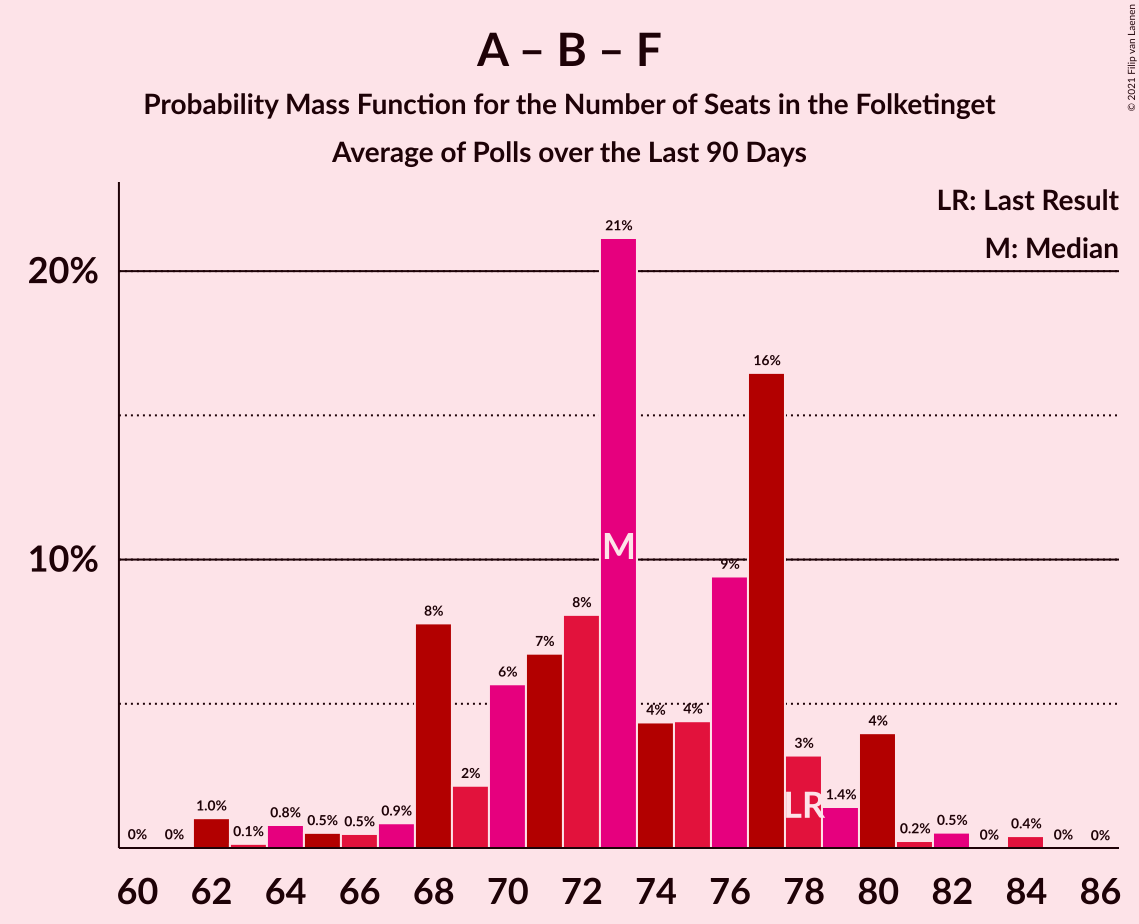 A – B – F
Probability Mass Function for the Number of Seats in the Folketinget
Average of Polls over the Last 90 Days
© 2021 Filip van Laenen
LR: Last Result
M: Median
20%
10%
0% 0% 1.0% 0.1% 0.8% 0.5% 0.5% 0.9% 8% 2% 6% 7% 8% 21% 4% 4% 9% 16% 3% 1.4% 4% 0.2% 0.5% 0% 0.4% 0% 0%
M
LR
60 62 64 66 68 70 72 74 76 78 80 82 84 86